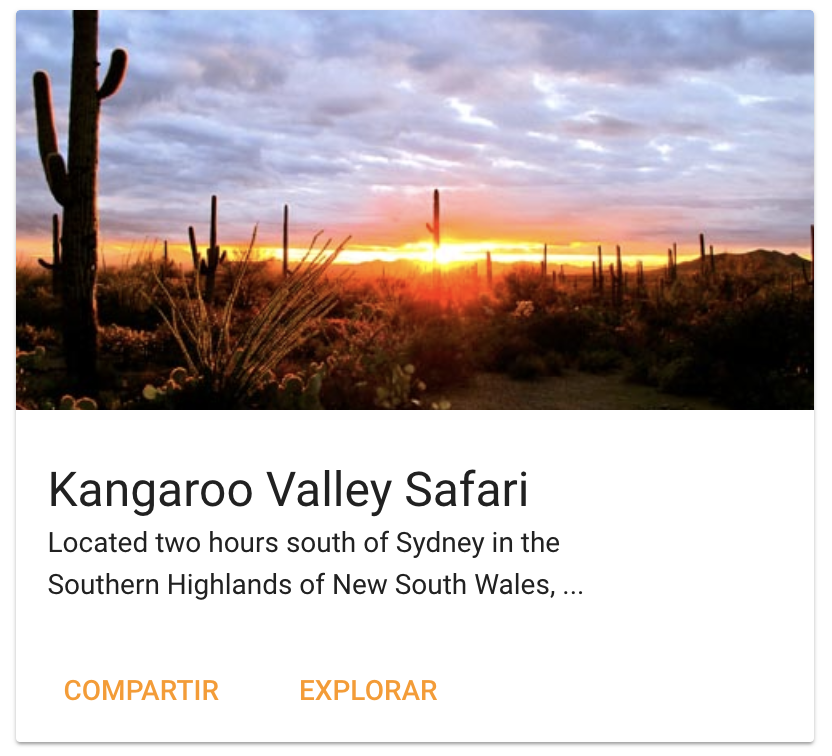 Kangaroo Valley Safari
Located two hours south of Sydney in the
Southern Highlands of New South Wales, ...
COMPARTIR EXPLORAR